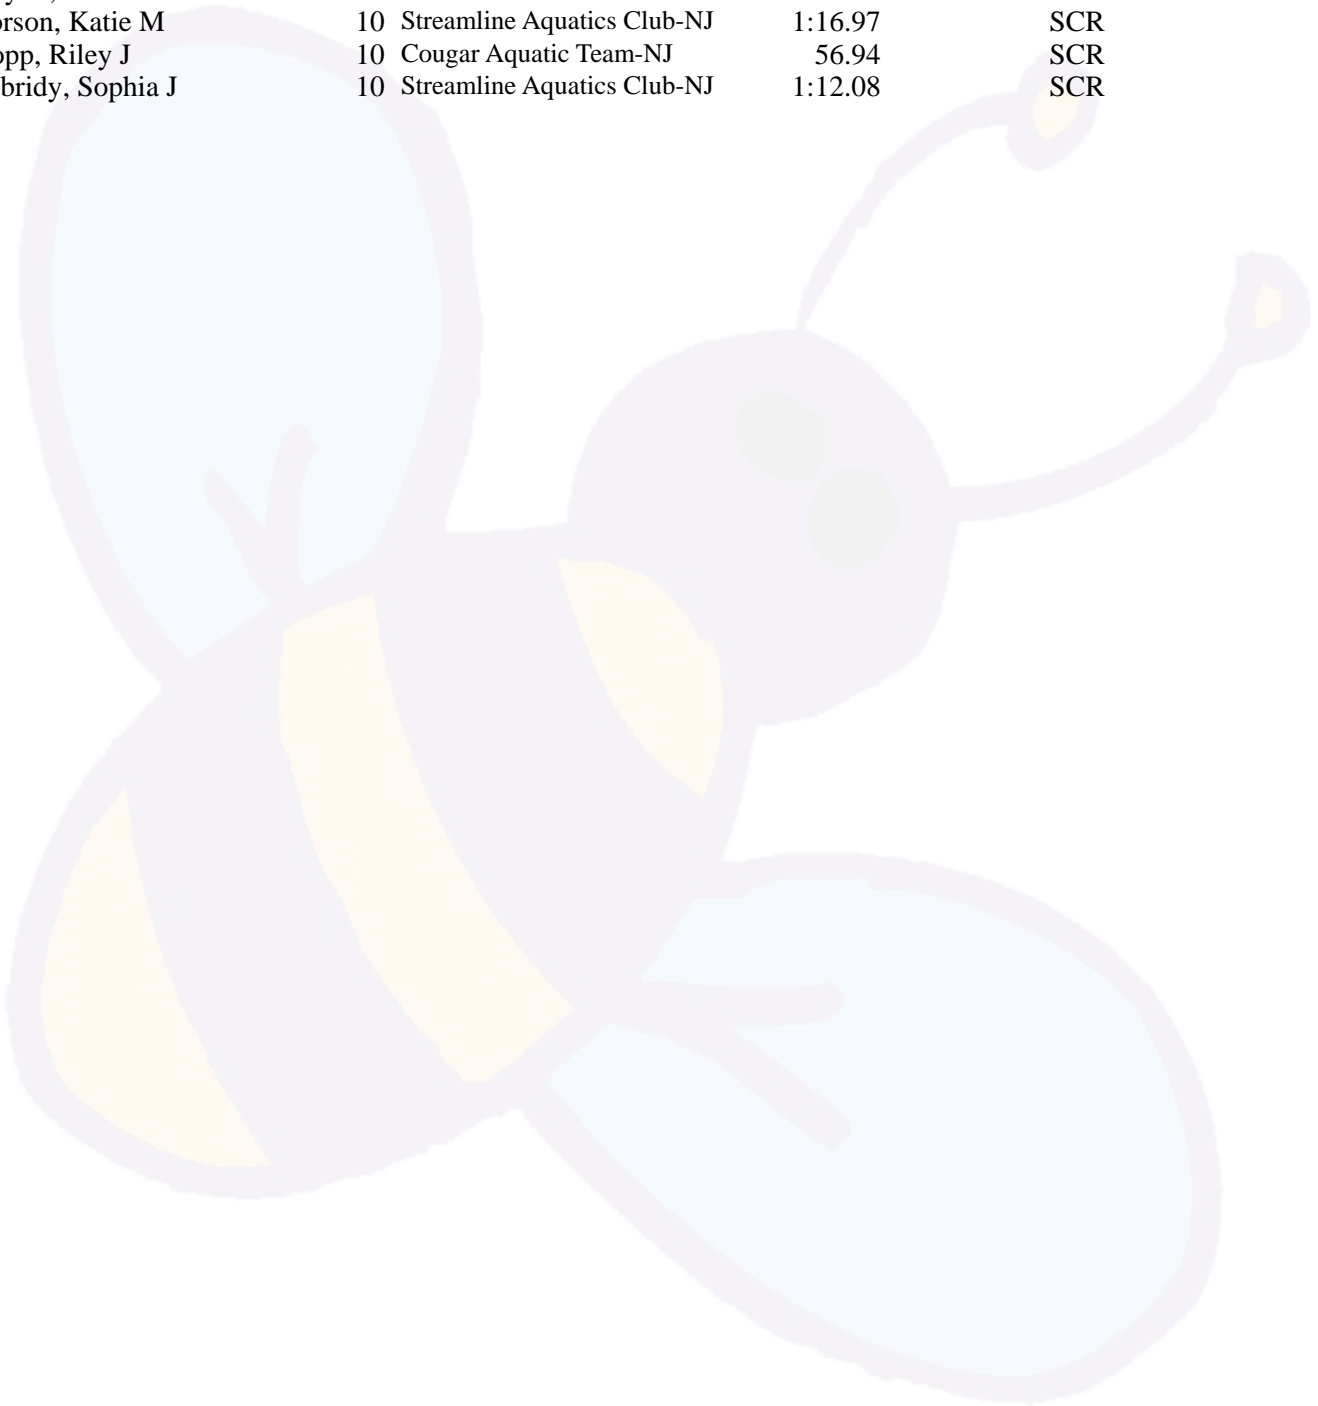 orson, Katie M 10 Streamline Aquatics Club-NJ 1:16.97 SCR
opp, Riley J 10 Cougar Aquatic Team-NJ 56.94 SCR
bridy, Sophia J 10 Streamline Aquatics Club-NJ 1:12.08 SCR